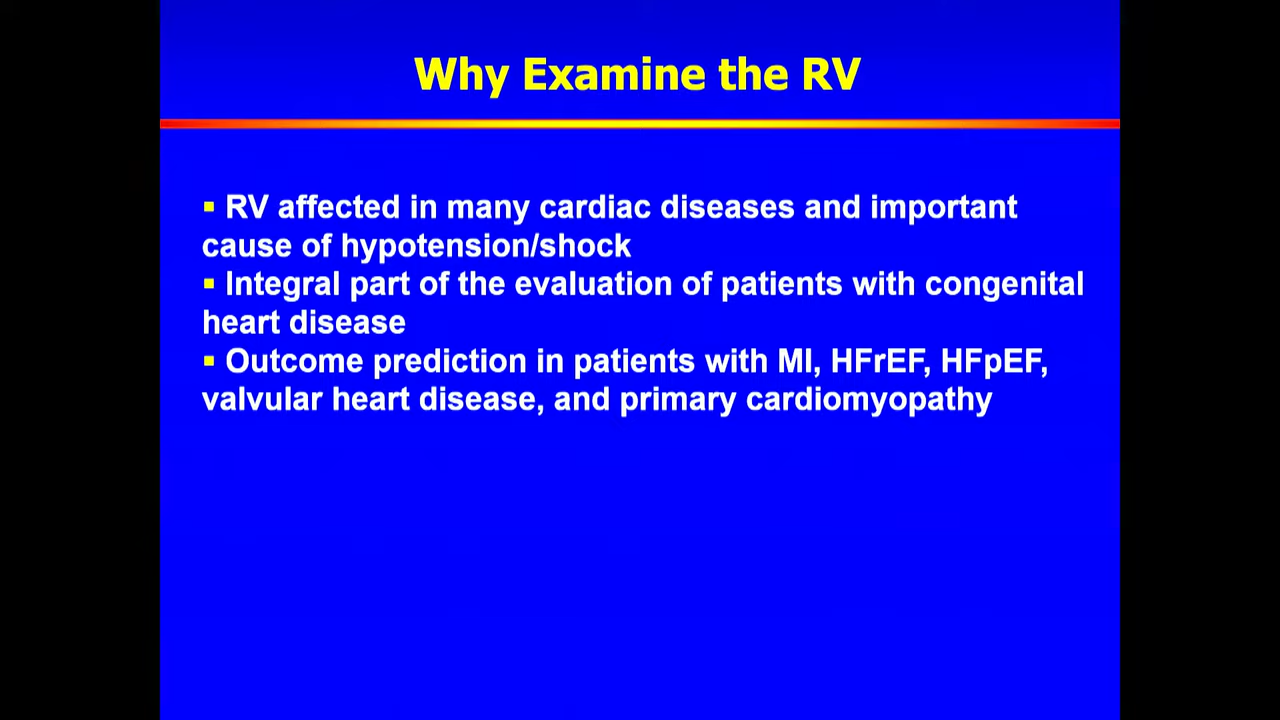 Why Examine the RV
▪ RV affected in many cardiac diseases and important
cause of hypotension/shock
▪ Integral part of the evaluation of patients with congenital
heart disease
▪ Outcome prediction in patients with MI, HFrEF, HFpEF,
valvular heart disease, and primary cardiomyopathy